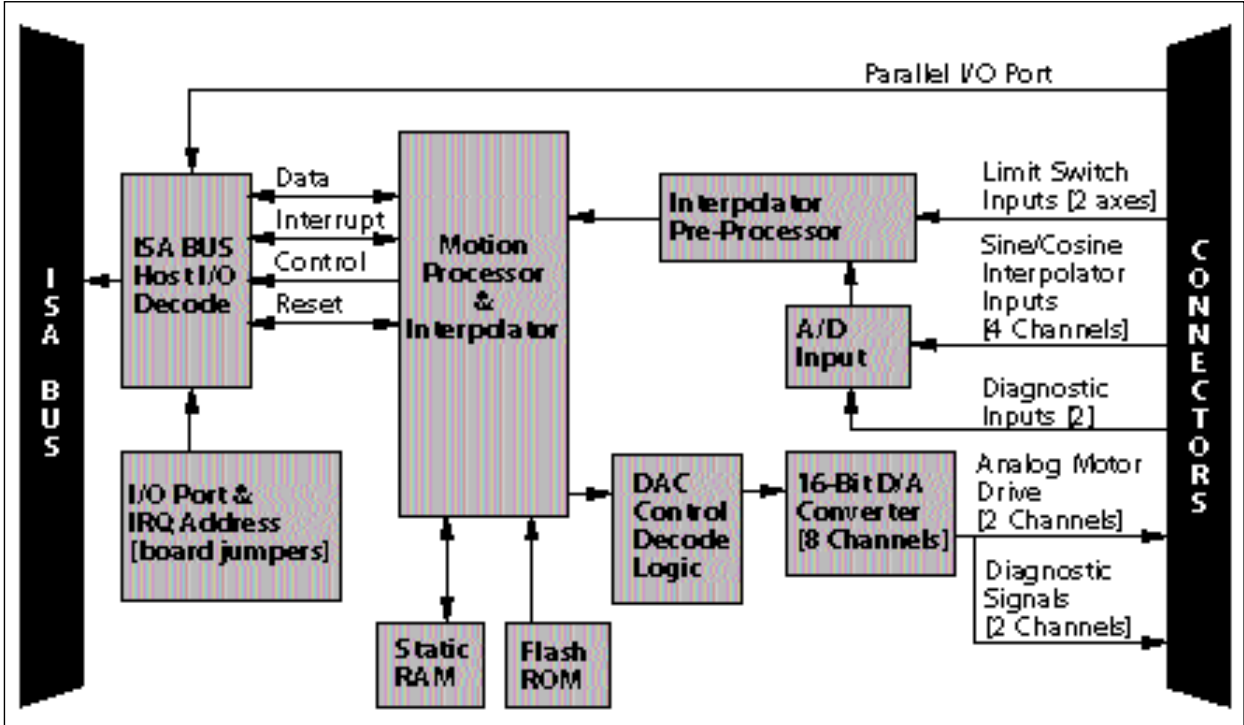 Parallel I/O Port
ISA BUS
Data
Interrupt
Control
Reset
ISA BUS
Host I/O
Decode
Motion
Processor
&
Interpolator
Interpolator
Pre-Processor
Limit Switch
Inputs [2 axes]
Sine/Cosine
Interpolator
Inputs
[4 Channels]
A/D
Input
Diagnostic
Inputs [2]
CONNECTORS
I/O Port &
IRQ Address
[board jumpers]
DAC
Control
Decode
Logic
16-Bit D/A
Converter
[8 Channels]
Analog Motor
Drive
[2 Channels]
Diagnostic
Signals
[2 Channels]
Static
RAM
Flash
ROM